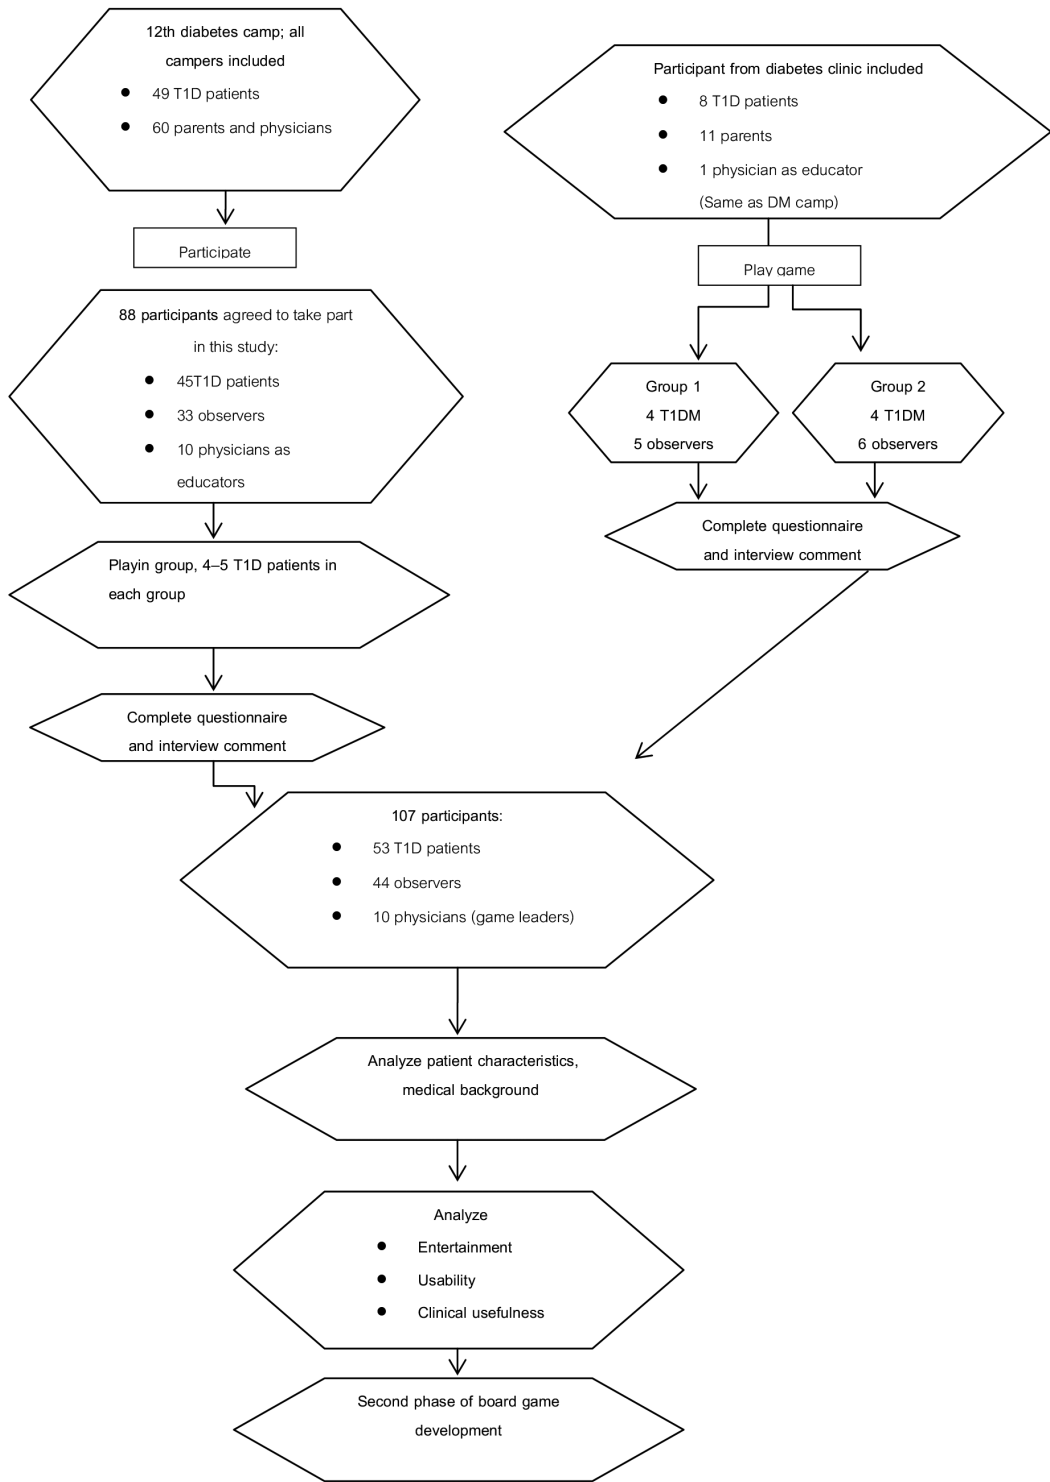 12th diabetes camp; all
campers included
● 49 T1D patients
● 60 parents and physicians
Participate
88 participants agreed to take part
in this study:
● 45T1D patients
● 33 observers
● 10 physicians as
educators
Playin group, 4–5 T1D patients in
each group
Complete questionnaire
and interview comment
Participant from diabetes clinic included
● 8 T1D patients
● 11 parents
● 1 physician as educator
(Same as DM camp)
Play game
Group 1
4 T1DM
5 observers
Group 2
4 T1DM
6 observers
Complete questionnaire
and interview comment
107 participants:
● 53 T1D patients
● 44 observers
● 10 physicians (game leaders)
Analyze patient characteristics,
medical background
Analyze
● Entertainment
● Usability
● Clinical usefulness
Second phase of board game
development